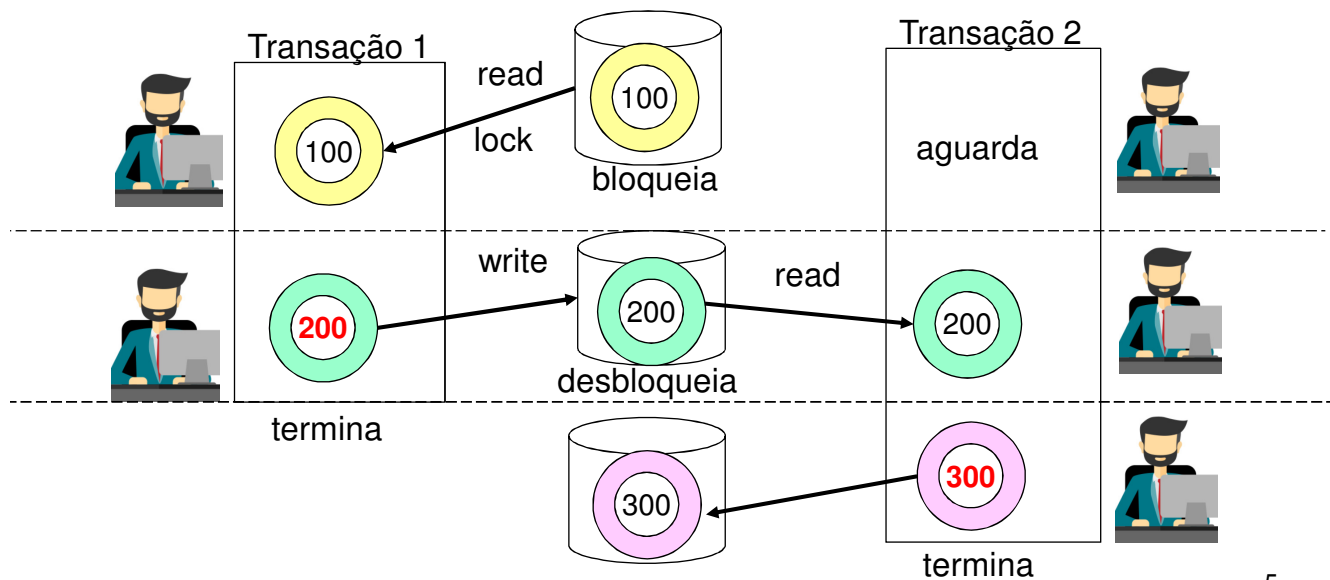 Transação 1
Transação 2
read
100
100
lock
aguarda
bloqueia
write
read
200
200
200
desbloqueia
termina
300
300
termina
5